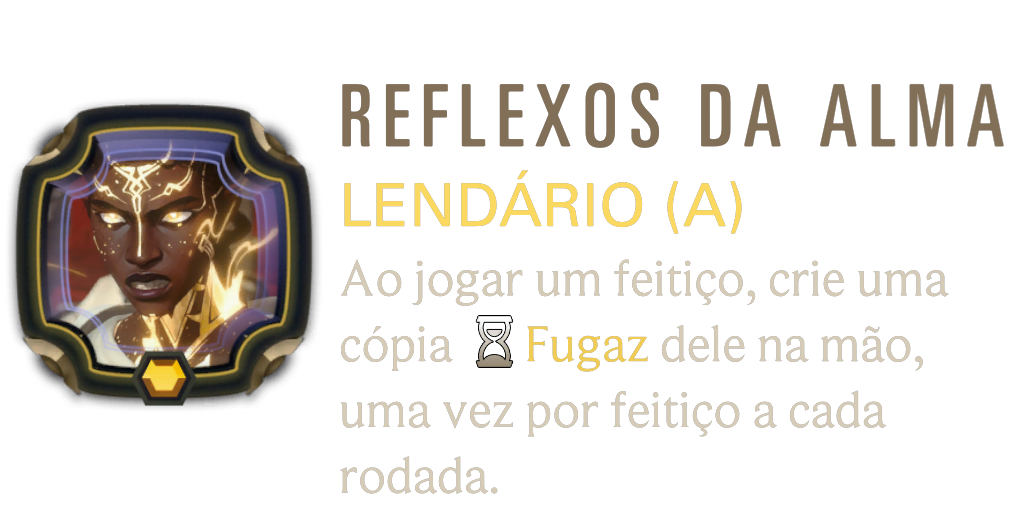 REFLEXOS DA ALMA
LENDÁRIO (A)
Ao jogar um feitiço, crie uma
cópia Fugaz dele na mão,
uma vez por feitiço a cada
rodada.